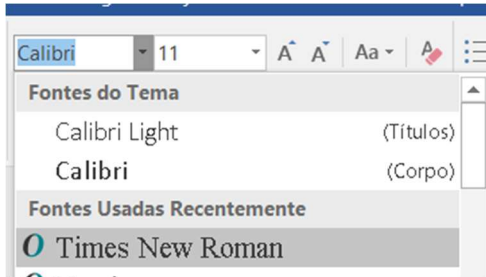 Calibri 11 A A Aa A
Fontes do Tema
Calibri Light (Títulos)
Calibri (Corpo)
Fontes Usadas Recentemente
O Times New Roman